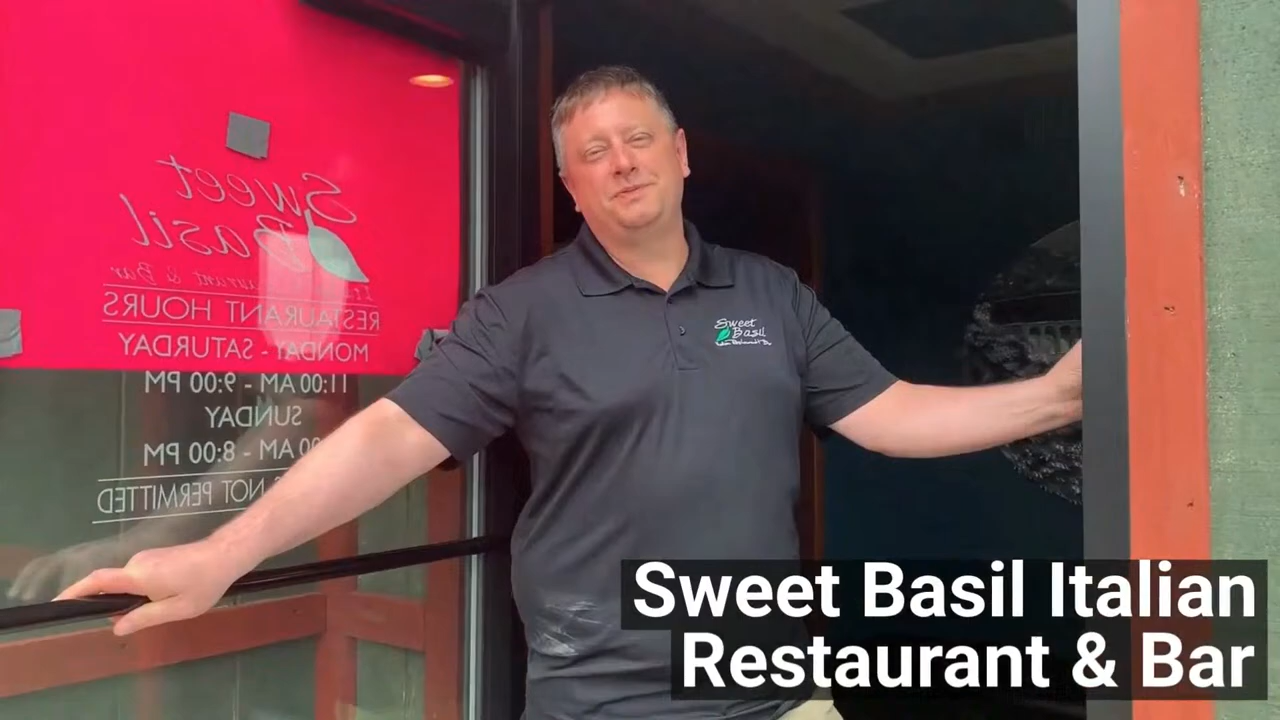 Sweet
Basil
& Bar
RESTAURANT HOURS
MONDAY - SATURDAY
11:00 AM - 9:00 PM
SUNDAY
AM - 8:00 PM
NOT PERMITTED
Sweet
Basil
Sweet Basil Italian
Restaurant & Bar